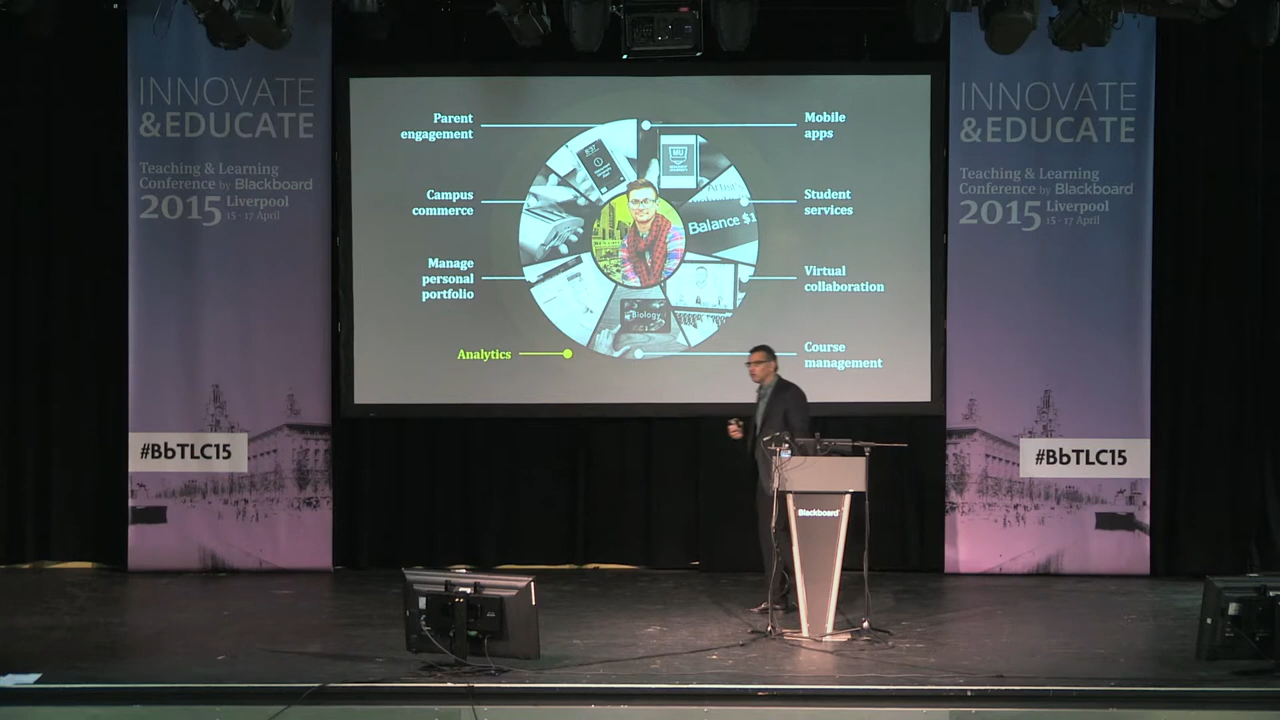 INNOVATE
&EDUCATE
Teaching & Learning
Conference by Blackboard
2015 Liverpool
15 - 17 April
#BbTLC15
Parent
engagement
Campus
commerce
Manage
personal
portfolio
Analytics
Mobile
apps
Student
services
Virtual
collaboration
Course
management
MU
Artist's
Balance $1
Biology
Blackboard
INNOVATE
&EDUCATE
Teaching & Learning
Conference by Blackboard
2015 Liverpool
15 - 17 April
#BbTLC15